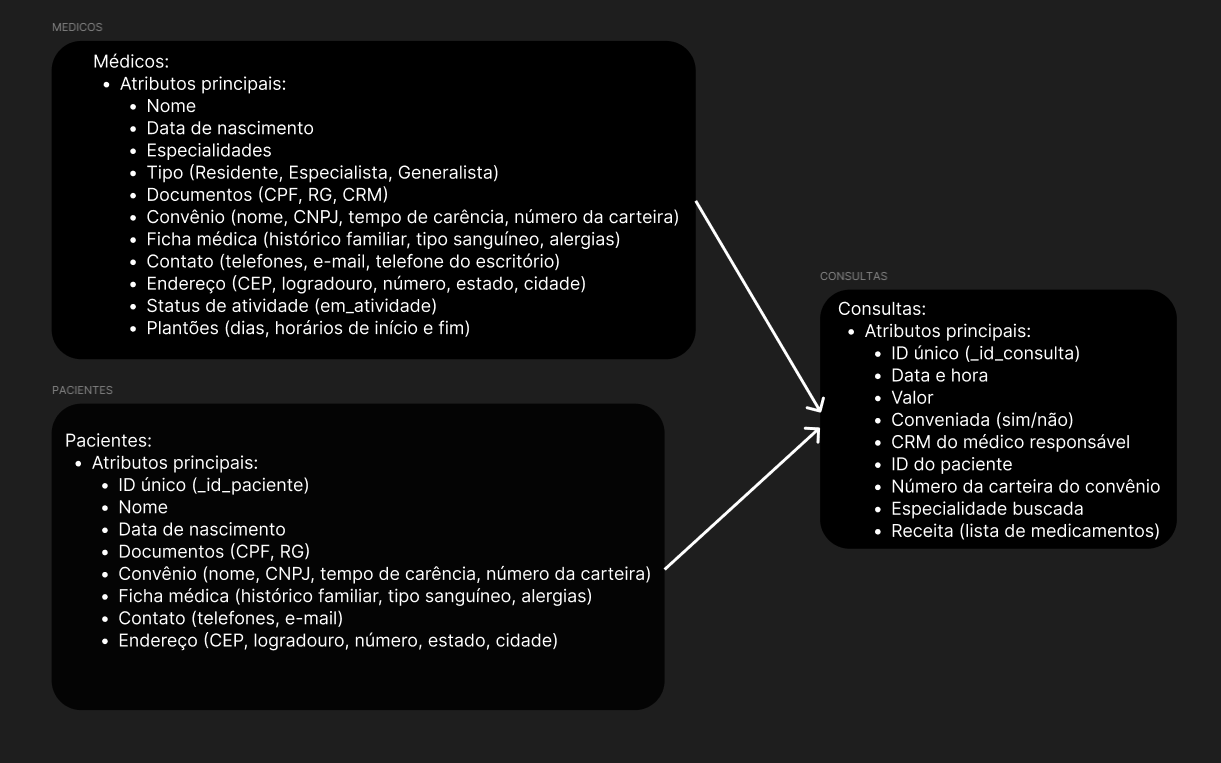 MEDICOS
Médicos:
• Atributos principais:
• Nome
• Data de nascimento
• Especialidades
• Tipo (Residente, Especialista, Generalista)
• Documentos (CPF, RG, CRM)
• Convênio (nome, CNPJ, tempo de carência, número da carteira)
• Ficha médica (histórico familiar, tipo sanguíneo, alergias)
• Contato (telefones, e-mail, telefone do escritório)
• Endereço (CEP, logradouro, número, estado, cidade)
• Status de atividade (em_atividade)
• Plantões (dias, horários de início e fim)
PACIENTES
Pacientes:
• Atributos principais:
• ID único (_id_paciente)
• Nome
• Data de nascimento
• Documentos (CPF, RG)
• Convênio (nome, CNPJ, tempo de carência, número da carteira)
• Ficha médica (histórico familiar, tipo sanguíneo, alergias)
• Contato (telefones, e-mail)
• Endereço (CEP, logradouro, número, estado, cidade)
CONSULTAS
Consultas:
• Atributos principais:
• ID único (_id_consulta)
• Data e hora
• Valor
• Conveniada (sim/não)
• CRM do médico responsável
• ID do paciente
• Número da carteira do convênio
• Especialidade buscada
• Receita (lista de medicamentos)